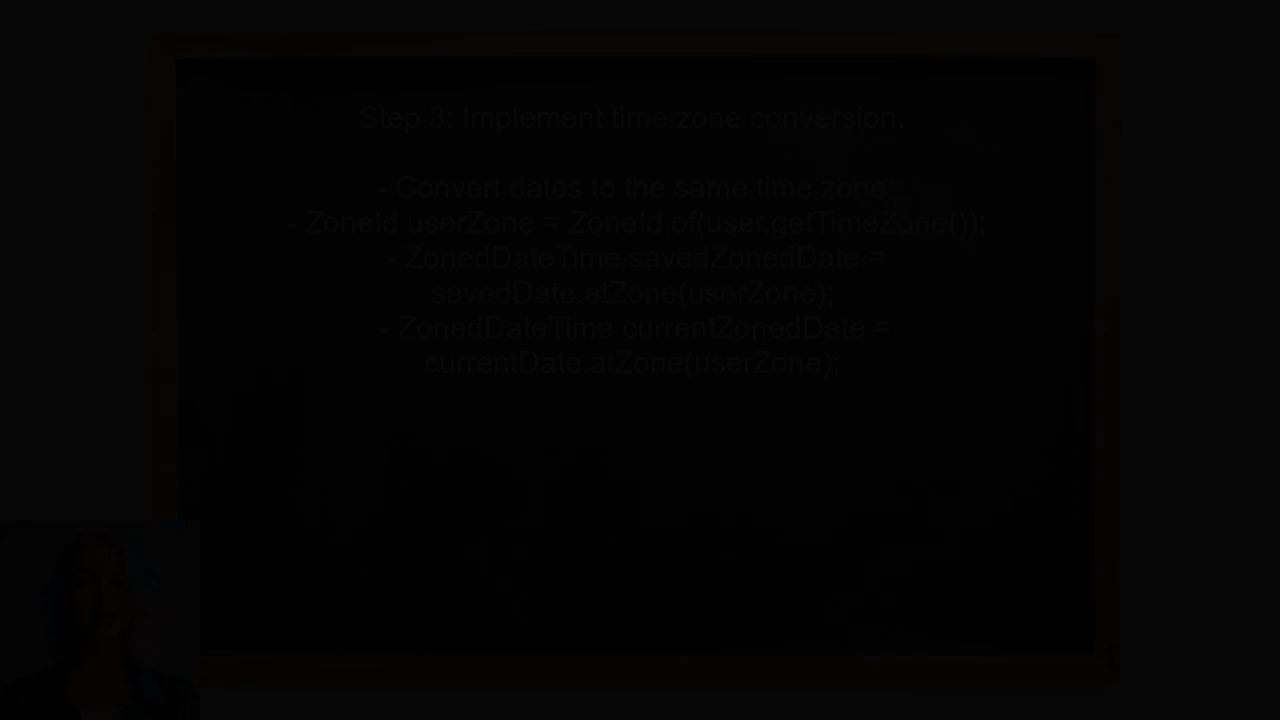 Step 3: Implement time zone conversion.
- Convert dates to the same time zone.
- ZoneId userZone = ZoneId.of(user.getTimeZone());
- ZonedDateTime savedZonedDate =
savedDate.atZone(userZone);
- ZonedDateTime currentZonedDate =
currentDate.atZone(userZone);